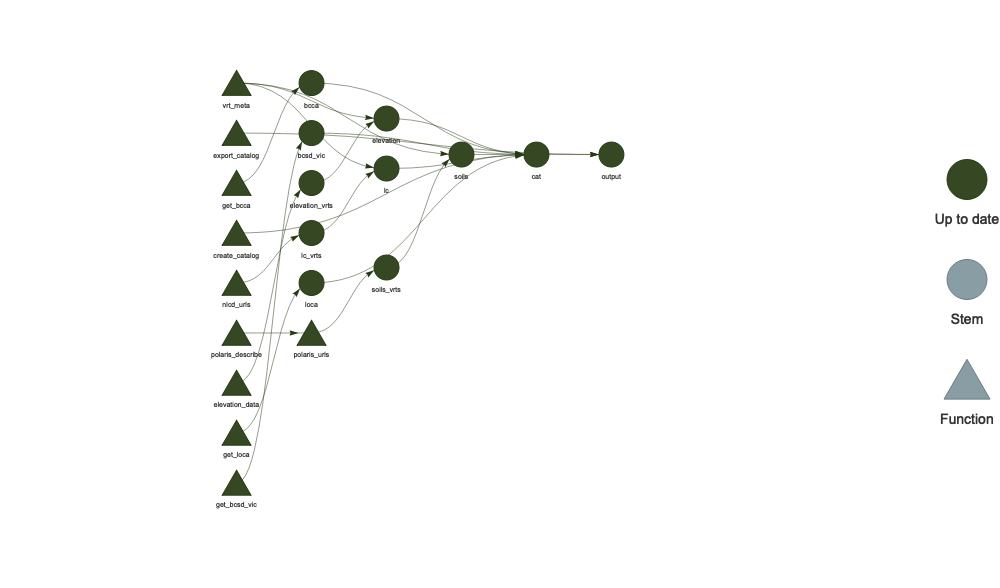 vrt_meta
bcca
elevation
export_catalog
bcsd_vic
soils
cat
output
lc
get_bcca
elevation_vrts
create_catalog
lc_vrts
soils_vrts
nlcd_urls
loca
polaris_describe
polaris_urls
elevation_data
get_loca
get_bcsd_vic
Up to date
Stem
Function